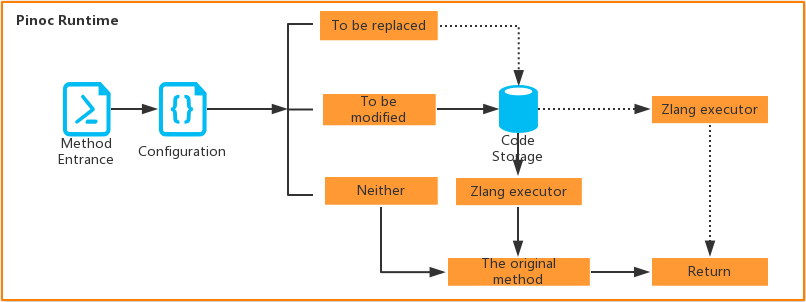 Pinoc Runtime
To be replaced
To be
modified
Zlang executor
Method
Entrance
Configuration
Code
Storage
Neither
Zlang executor
The original
method
Return